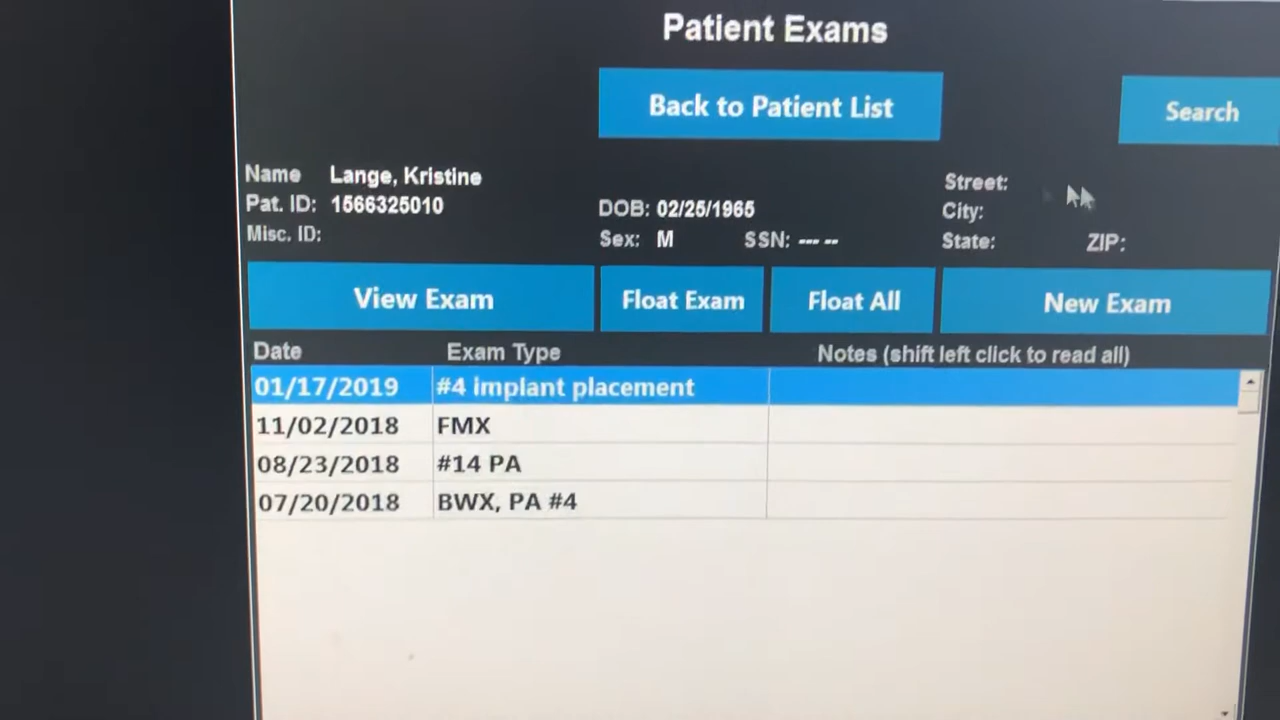 Patient Exams
Back to Patient List
Search
Name Lange, Kristine
Pat. ID: 1566325010
Misc. ID:
DOB: 02/25/1965
Sex: M SSN: --- --
Street:
City:
State: ZIP:
View Exam Float Exam Float All New Exam
Date Exam Type Notes (shift left click to read all)
01/17/2019 #4 implant placement
11/02/2018 FMX
08/23/2018 #14 PA
07/20/2018 BWX, PA #4